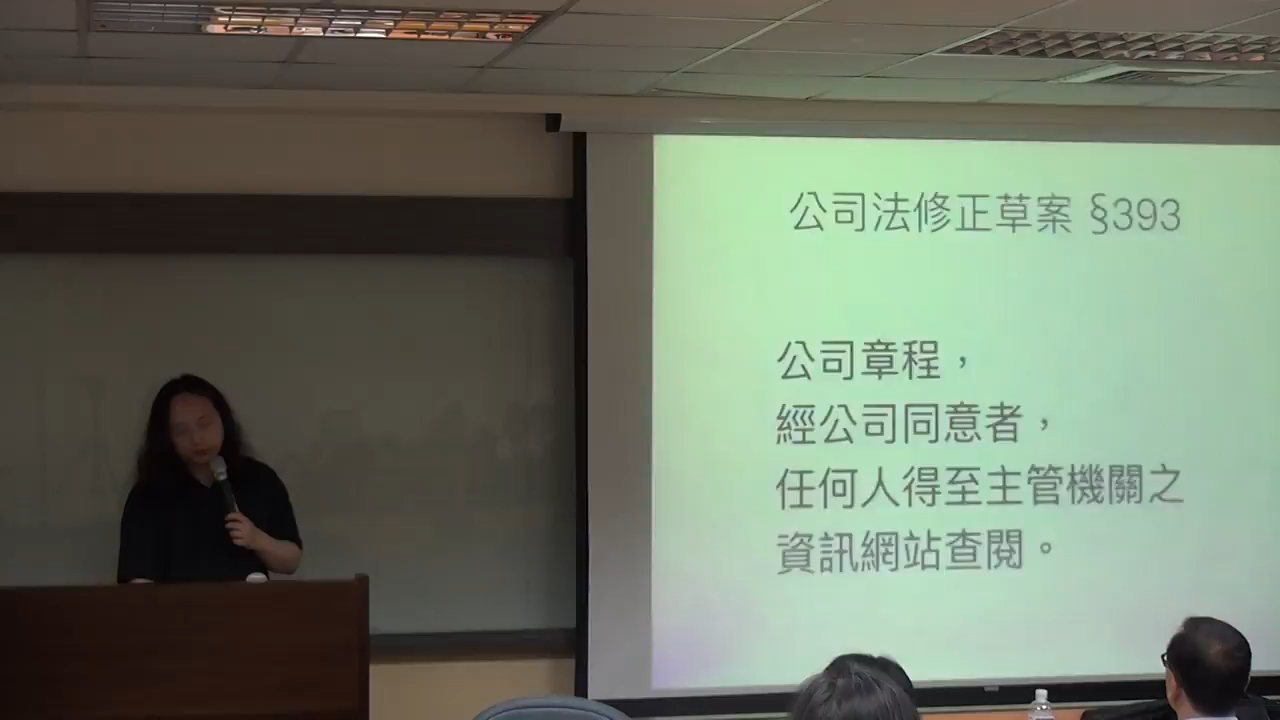 公司法修正草案 §393
公司章程，
經公司同意者，
任何人得至主管機關之
資訊網站查閱。